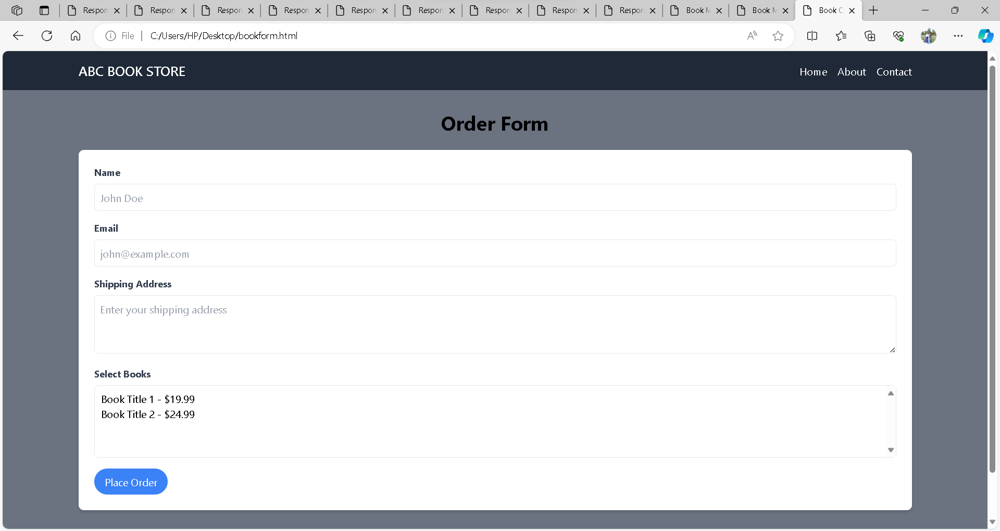 Respon Respon Respon Respon Respon Respon Respon Respon Respon Book M Book M Book O
File C:/Users/HP/Desktop/bookform.html
ABC BOOK STORE Home About Contact
Order Form
Name
John Doe
Email
john@example.com
Shipping Address
Enter your shipping address
Select Books
Book Title 1 - $19.99
Book Title 2 - $24.99
Place Order